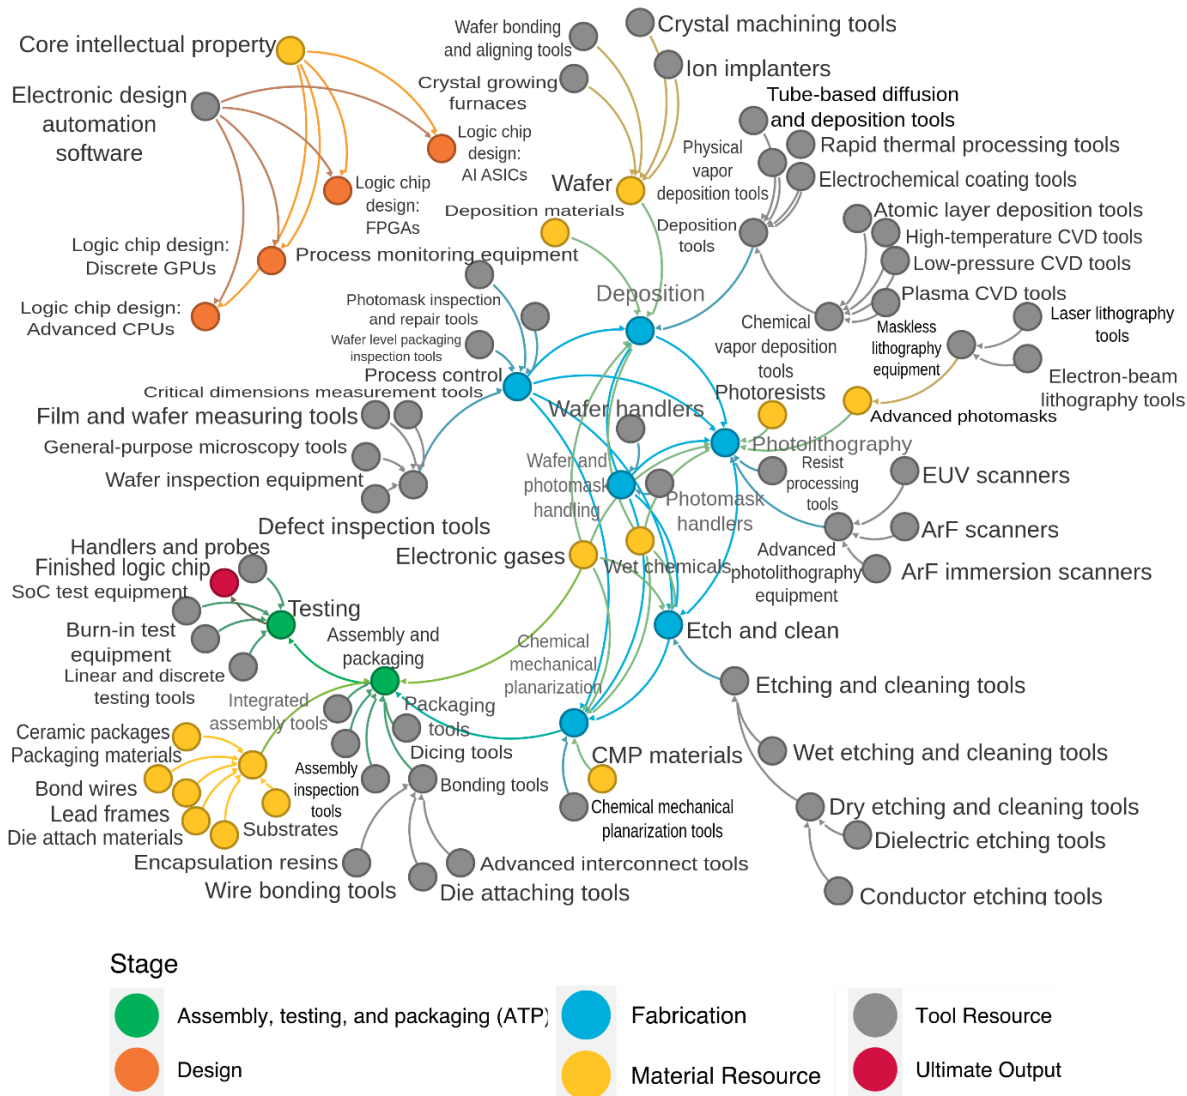 Core intellectual property
Electronic design
automation
software
Logic chip
design:
AI ASICs
Logic chip
design:
FPGAs
Logic chip design:
Discrete GPUs
Logic chip design:
Advanced CPUs
Wafer bonding
and aligning tools
Crystal growing
furnaces
Crystal machining tools
Ion implanters
Wafer
Deposition materials
Tube-based diffusion
and deposition tools
Physical
vapor
deposition tools
Rapid thermal processing tools
Electrochemical coating tools
Deposition
tools
Atomic layer deposition tools
High-temperature CVD tools
Low-pressure CVD tools
Plasma CVD tools
Chemical
vapor deposition
tools
Maskless
lithography
equipment
Laser lithography
tools
Electron-beam
lithography tools
Process monitoring equipment
Photomask inspection
and repair tools
Wafer level packaging
inspection tools
Process control
Deposition
Critical dimensions measurement tools
Film and wafer measuring tools
General-purpose microscopy tools
Wafer inspection equipment
Defect inspection tools
Wafer handlers
Photoresists
Advanced photomasks
Photolithography
Wafer and
photomask
handling
Photomask
handlers
Resist
processing
tools
EUV scanners
ArF scanners
ArF immersion scanners
Advanced
photolithography
equipment
Electronic gases
Wet chemicals
Handlers and probes
Finished logic chip
SoC test equipment
Testing
Burn-in test
equipment
Linear and discrete
testing tools
Assembly and
packaging
Chemical
mechanical
planarization
Etch and clean
Etching and cleaning tools
Wet etching and cleaning tools
Dry etching and cleaning tools
Dielectric etching tools
Conductor etching tools
Integrated
assembly tools
Packaging
tools
Dicing tools
Assembly
inspection
tools
Bonding tools
CMP materials
Chemical mechanical
planarization tools
Ceramic packages
Packaging materials
Bond wires
Lead frames
Die attach materials
Substrates
Encapsulation resins
Wire bonding tools
Die attaching tools
Advanced interconnect tools
Stage
Assembly, testing, and packaging (ATP)
Fabrication
Tool Resource
Design
Material Resource
Ultimate Output